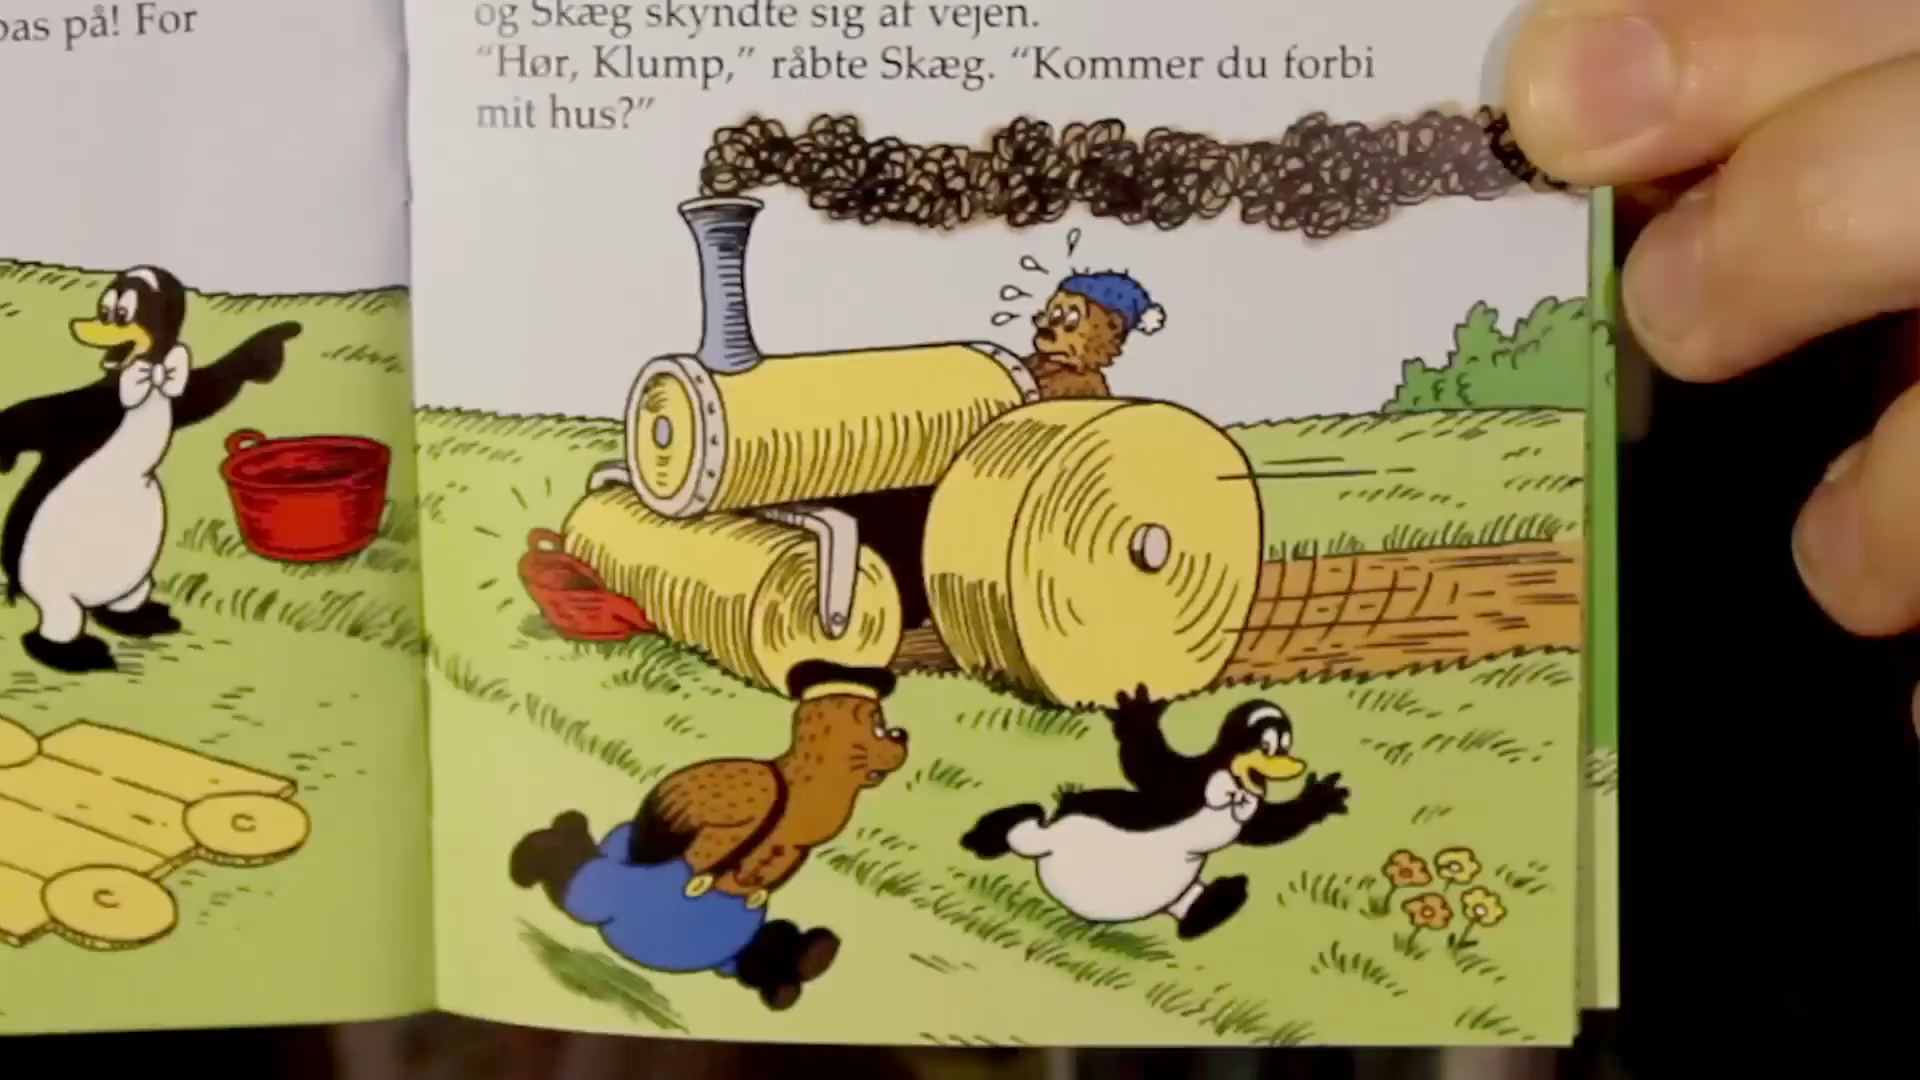 pas på! For
og Skæg skyndte sig af vejen.
“Hør, Klump,” råbte Skæg. “Kommer du forbi
mit hus?”